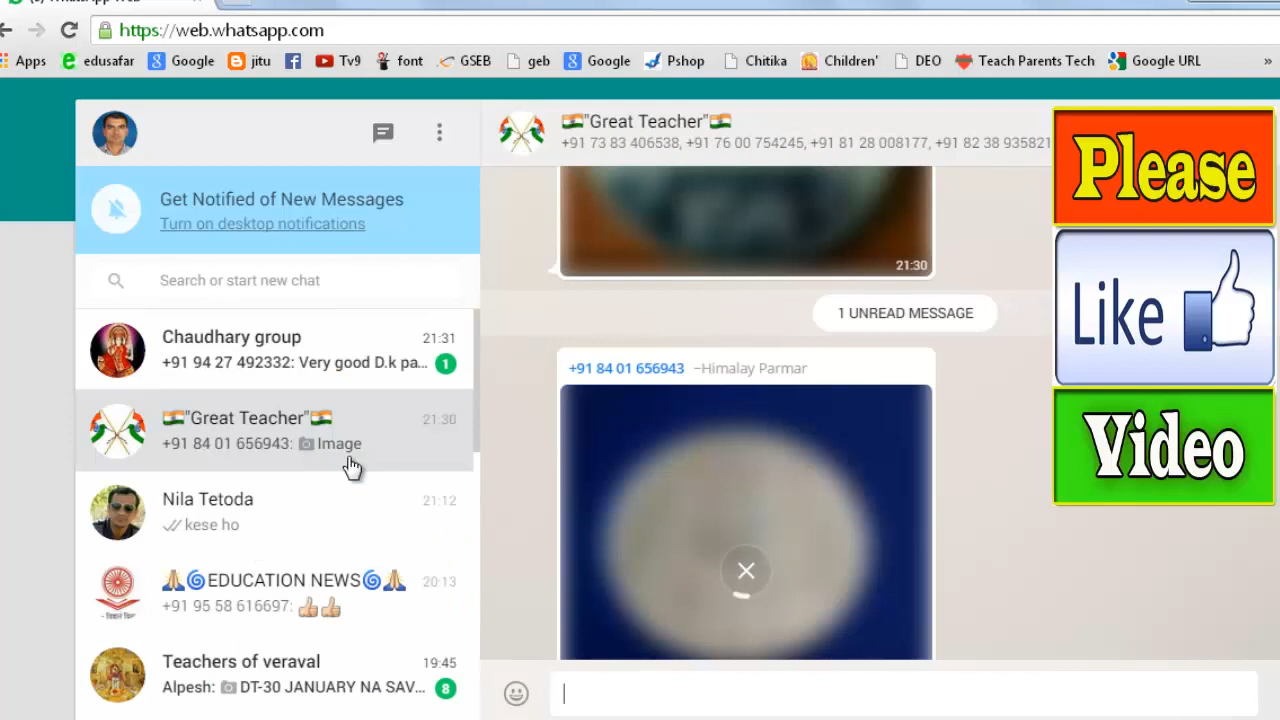 https://web.whatsapp.com
Apps edusafar Google jitu Tv9 font GSEB geb Google Pshop Chitika Children' DEO Teach Parents Tech Google URL »
"Great Teacher"
+91 73 83 406538, +91 76 00 754245, +91 81 28 008177, +91 82 38 935821
Please
Like
Video
Get Notified of New Messages
Turn on desktop notifications
Search or start new chat
Chaudhary group 21:31
+91 94 27 492332: Very good D.k pa... 1
"Great Teacher" 21:30
+91 84 01 656943: Image
Nila Tetoda 21:12
kese ho
🙏🌀EDUCATION NEWS🌀🙏 20:13
+91 95 58 616697: 👍👍
Teachers of veraval 19:45
Alpesh: DT-30 JANUARY NA SAV... 8
21:30
1 UNREAD MESSAGE
+91 84 01 656943 ~Himalay Parmar